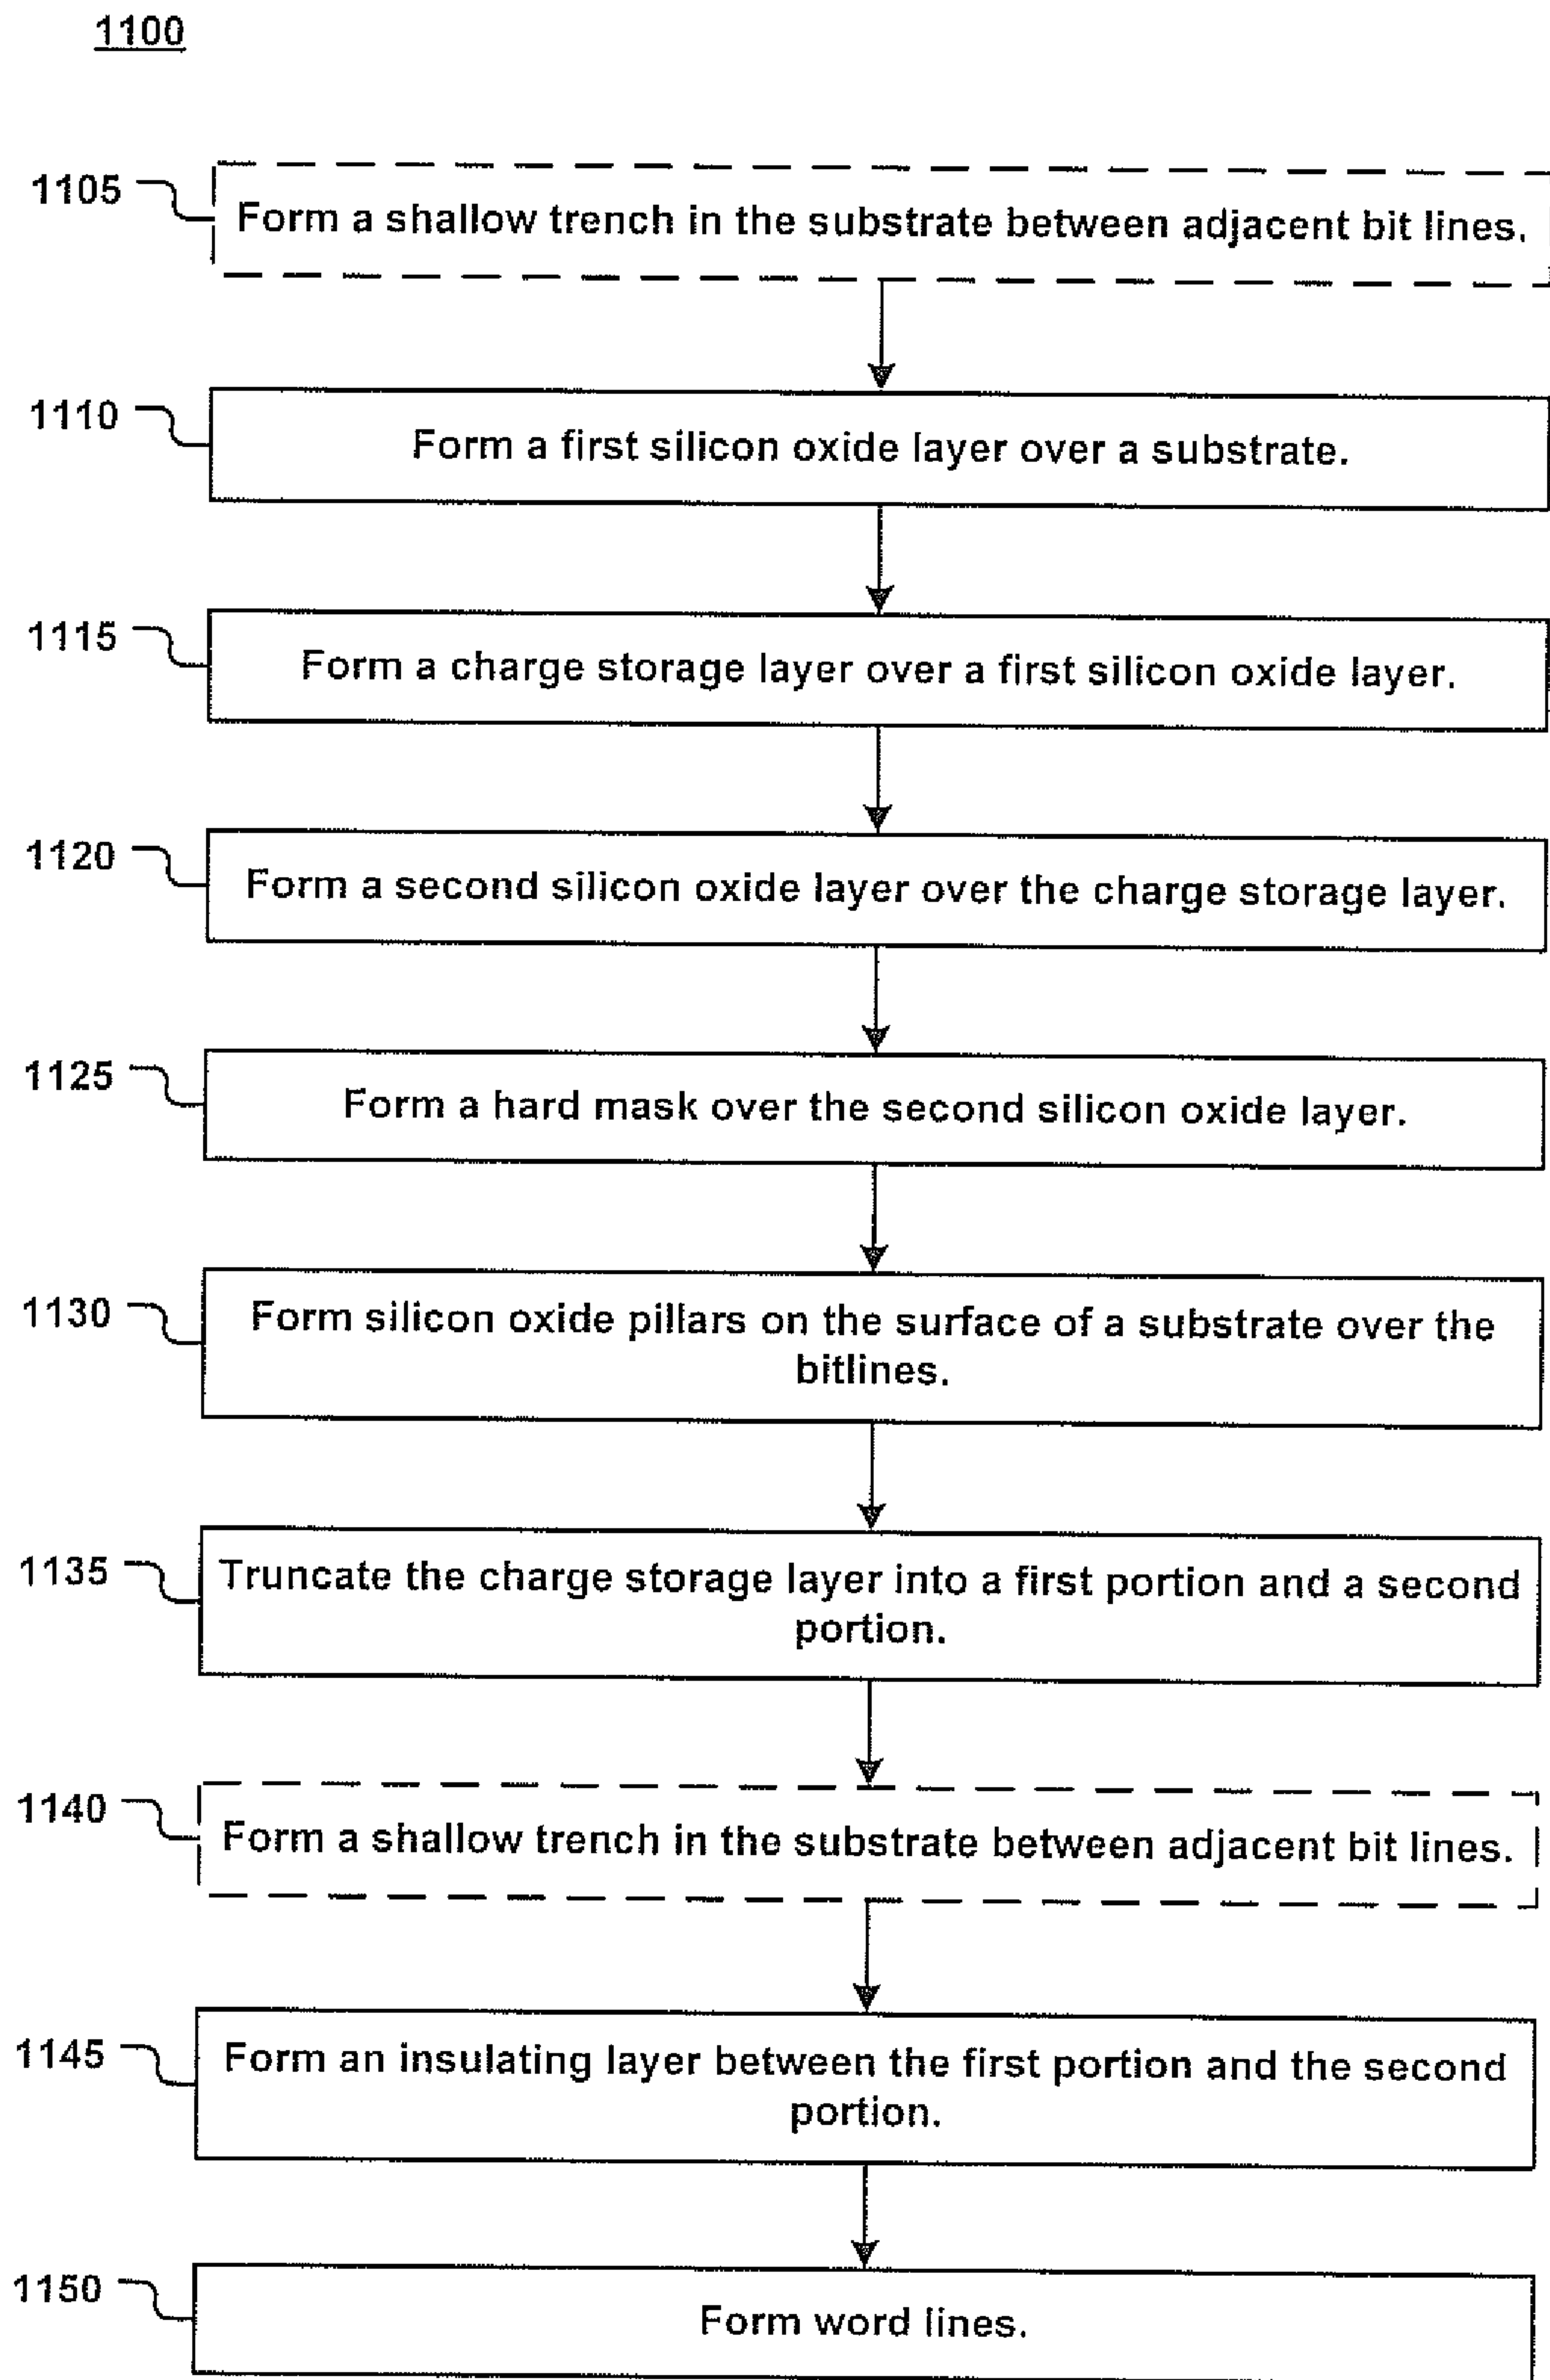 1100
1105
Form a shallow trench in the substrate between adjacent bit lines.
1110
Form a first silicon oxide layer over a substrate.
1115
Form a charge storage layer over a first silicon oxide layer.
1120
Form a second silicon oxide layer over the charge storage layer.
1125
Form a hard mask over the second silicon oxide layer.
1130
Form silicon oxide pillars on the surface of a substrate over the
bitlines.
1135
Truncate the charge storage layer into a first portion and a second
portion.
1140
Form a shallow trench in the substrate between adjacent bit lines.
1145
Form an insulating layer between the first portion and the second
portion.
1150
Form word lines.